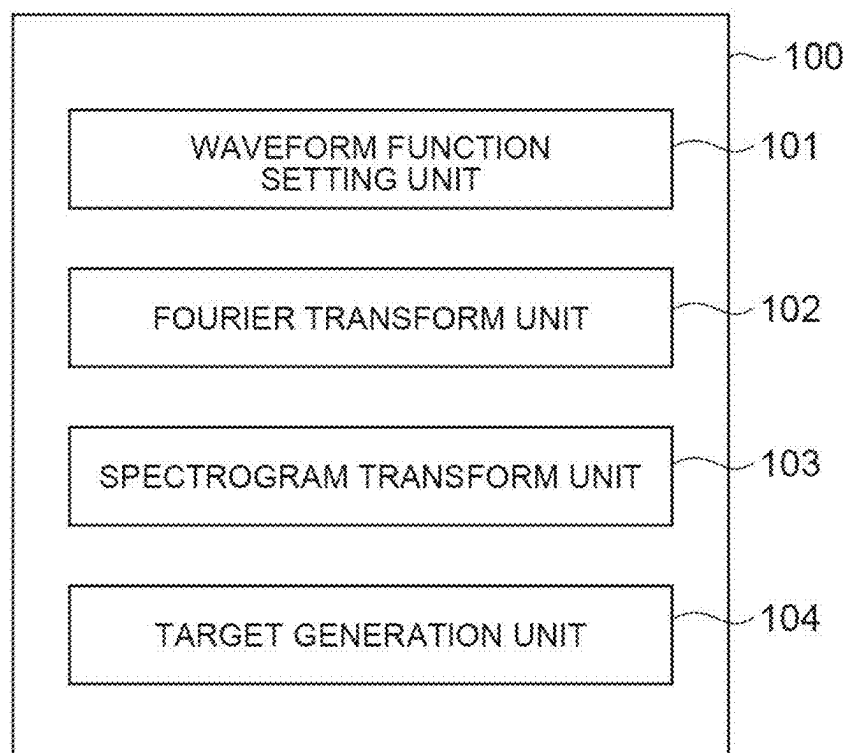 100
WAVEFORM FUNCTION
SETTING UNIT
101
FOURIER TRANSFORM UNIT
102
SPECTROGRAM TRANSFORM UNIT
103
TARGET GENERATION UNIT
104